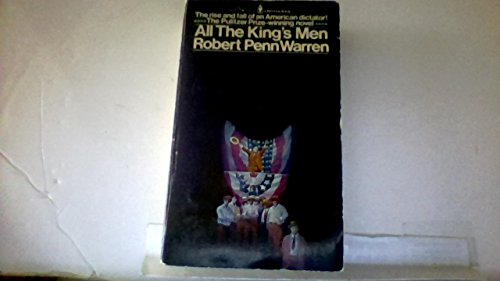 The rise and fall of an American dictator!
The Pulitzer Prize-winning novel
All The King's Men
Robert Penn Warren